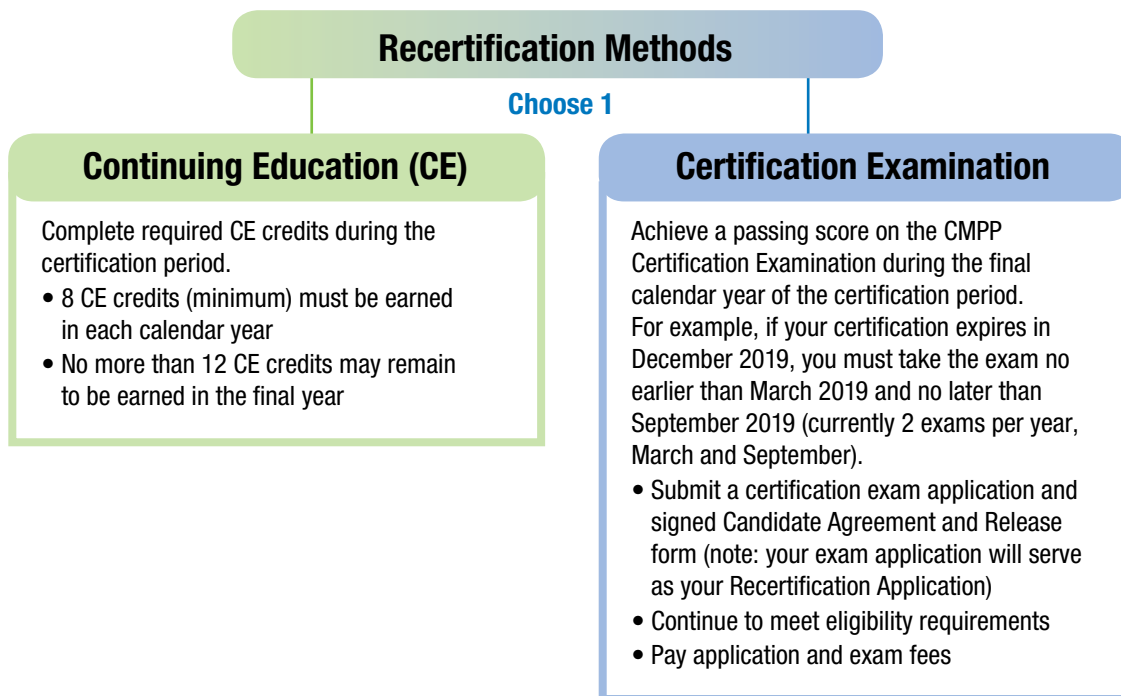 Recertification Methods
Choose 1
Continuing Education (CE)
Complete required CE credits during the
certification period.
• 8 CE credits (minimum) must be earned
in each calendar year
• No more than 12 CE credits may remain
to be earned in the final year
Certification Examination
Achieve a passing score on the CMPP
Certification Examination during the final
calendar year of the certification period.
For example, if your certification expires in
December 2019, you must take the exam no
earlier than March 2019 and no later than
September 2019 (currently 2 exams per year,
March and September).
• Submit a certification exam application and
signed Candidate Agreement and Release
form (note: your exam application will serve
as your Recertification Application)
• Continue to meet eligibility requirements
• Pay application and exam fees